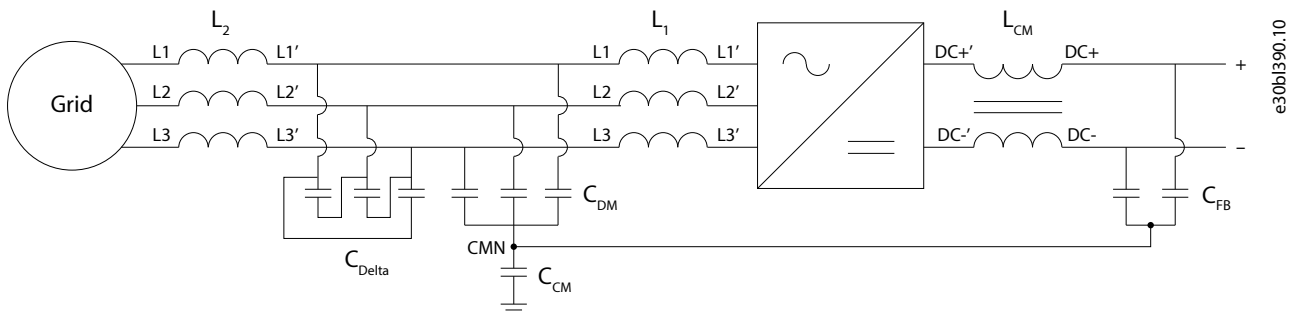 L2
L1
LCM
L1 L1’ L1 L1’ DC+’ DC+
+
Grid
L2 L2’ L2 L2’
L3 L3’ L3 L3’ DC-’ DC-
–
CDM
CFB
CMN
CDelta
CCM
e30bl390.10